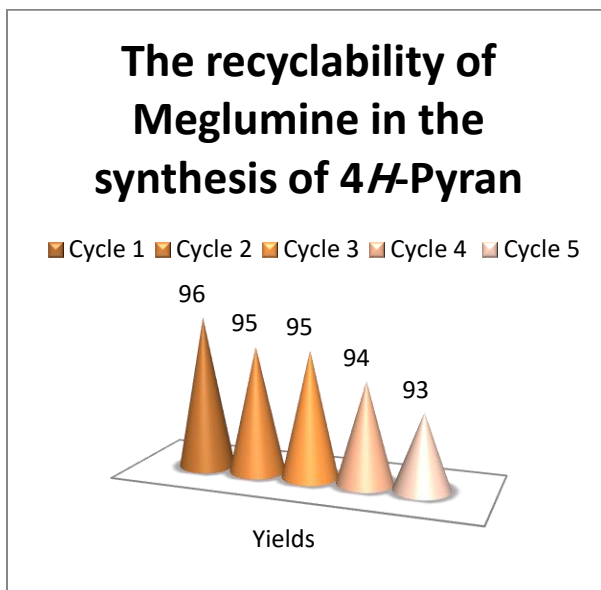 The recyclability of
Meglumine in the
synthesis of 4H-Pyran
Cycle 1 Cycle 2 Cycle 3 Cycle 4 Cycle 5
96
95
95
94
93
Yields